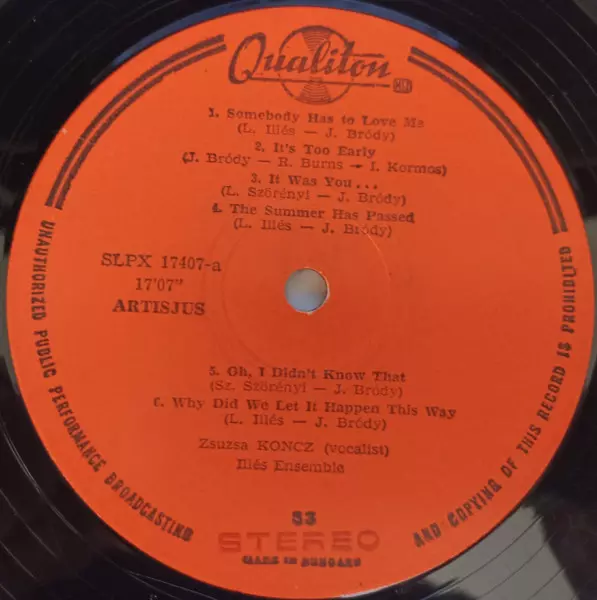 Qualiton
1. Somebody Has to Love Me
(L. Illés — J. Bródy)
2. It's Too Early
(J. Bródy — R. Burns — I. Kormos)
3. It Was You...
(L. Szörényi — J. Bródy)
4. The Summer Has Passed
(L. Illés — J. Bródy)
SLPX 17407-a
17'07"
ARTISJUS
5. Oh, I Didn't Know That
(Sz. Szörényi — J. Bródy)
6. Why Did We Let It Happen This Way
(L. Illés — J. Bródy)
Zsuzsa KONCZ (vocalist)
Illés Ensemble
33
STEREO
MADE IN HUNGARY
UNAUTHORIZED PUBLIC PERFORMANCE BROADCASTING
AND COPYING OF THIS RECORD IS PROHIBITED